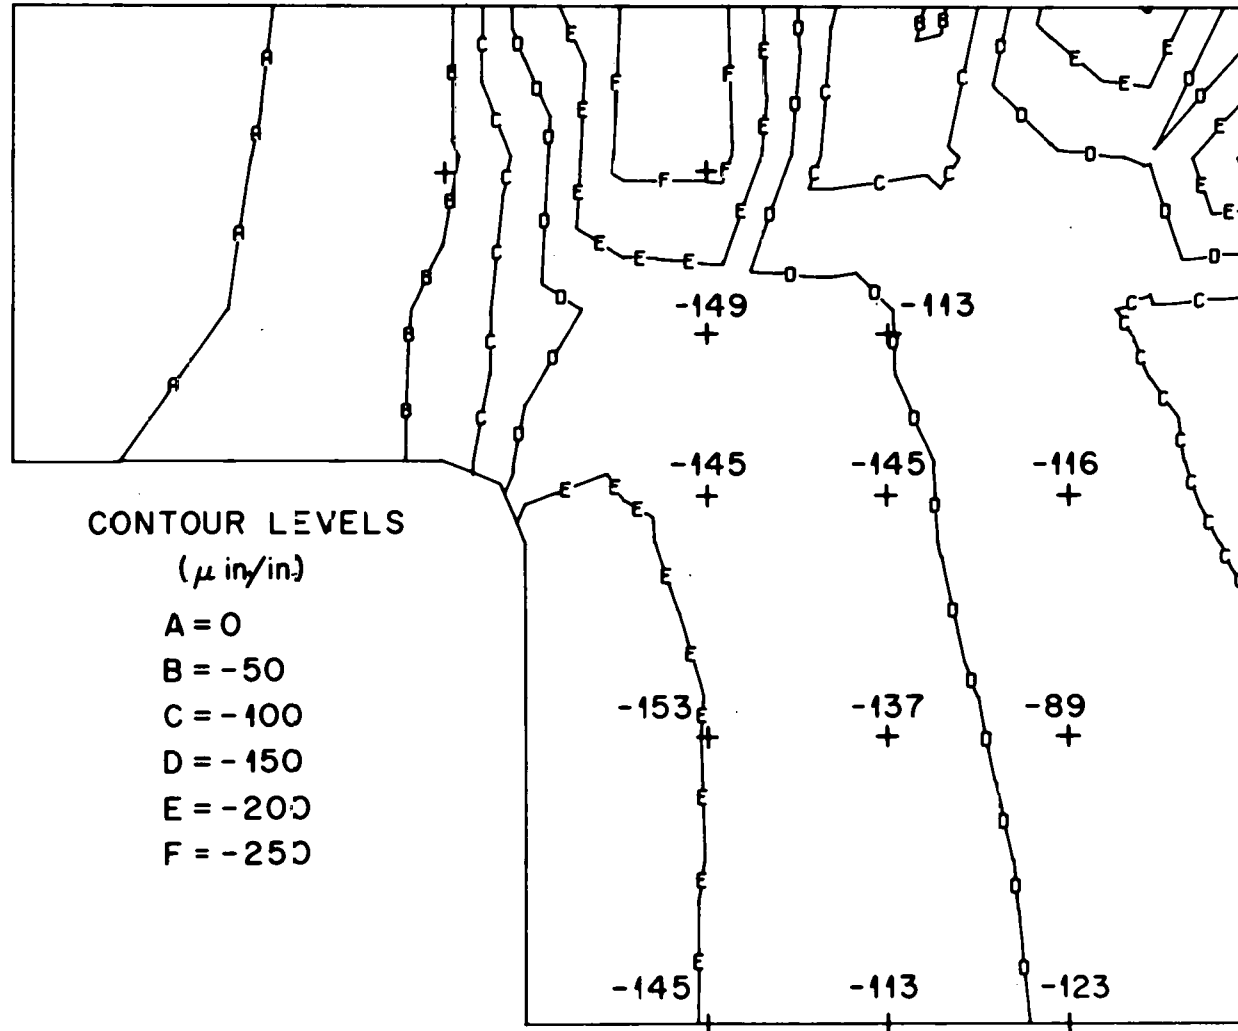 -149
-113
-145
-145
-116
CONTOUR LEVELS
(μ in/in.)
A = 0
B = -50
C = -100
D = -150
E = -200
F = -250
-153
-137
-89
-145
-113
-123